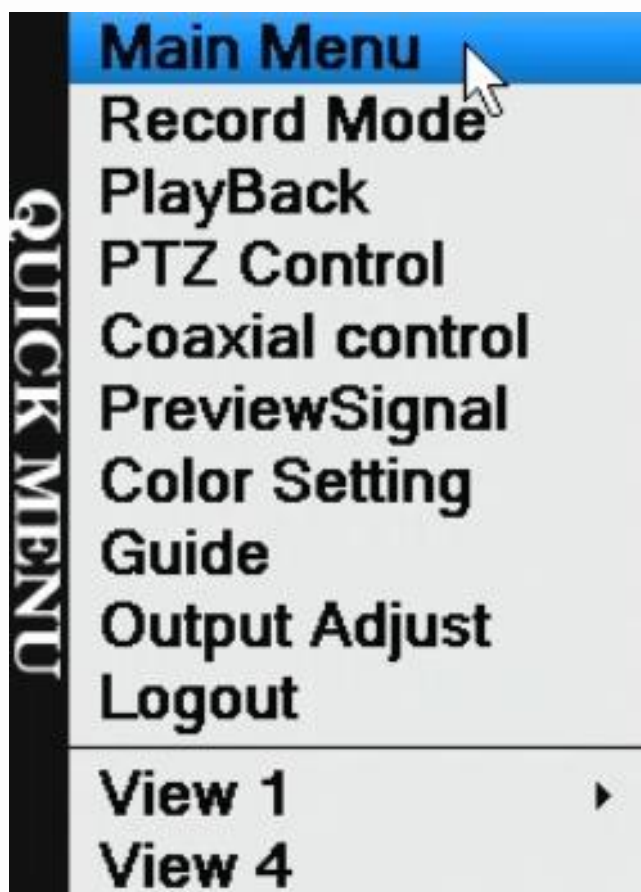 QUICK MENU
Main Menu
Record Mode
PlayBack
PTZ Control
Coaxial control
PreviewSignal
Color Setting
Guide
Output Adjust
Logout
View 1
View 4